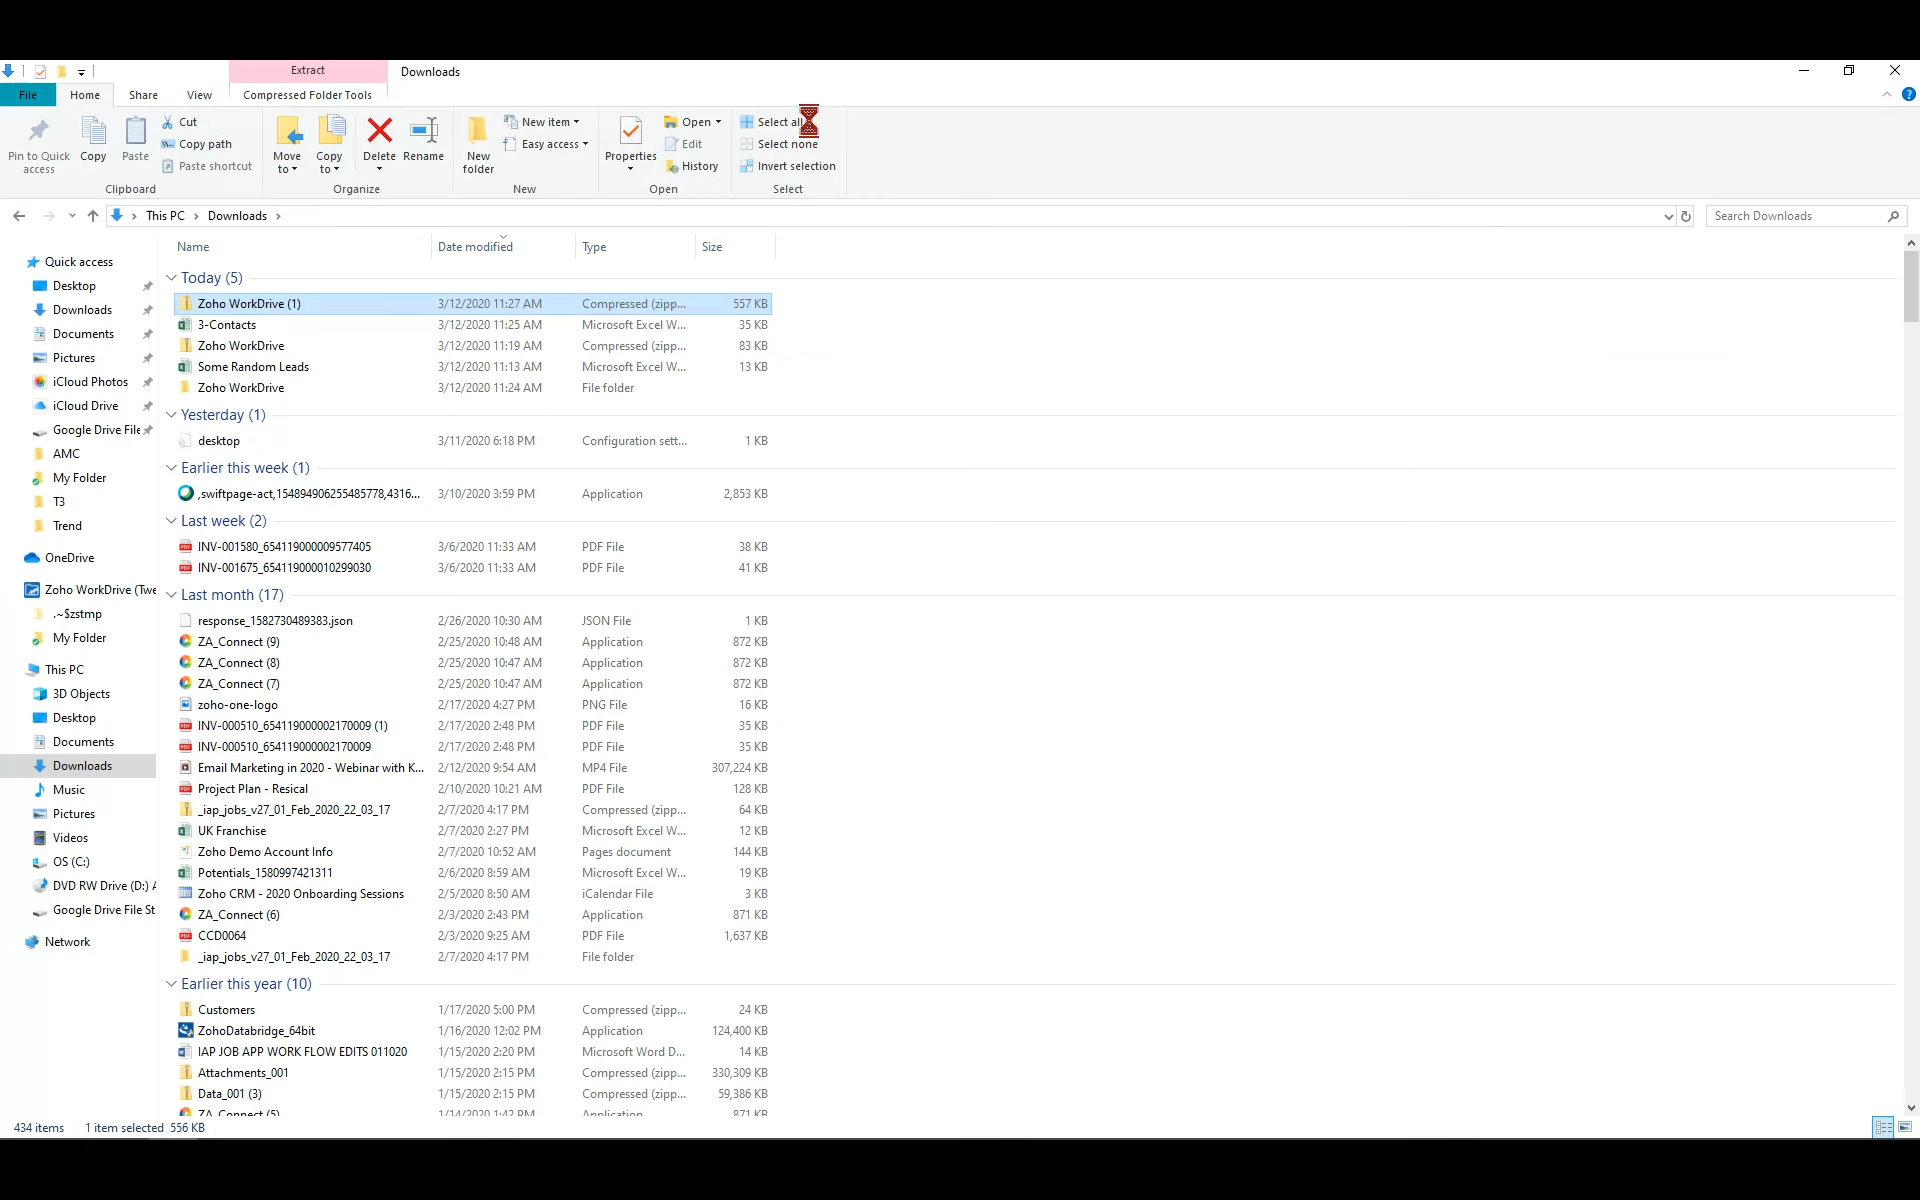 Extract
Downloads
File
Home
Share
View
Compressed Folder Tools
Pin to Quick access
Copy
Paste
Cut
Copy path
Paste shortcut
Clipboard
Move to
Copy to
Delete
Rename
Organize
New folder
New item
Easy access
New
Properties
Open
Edit
History
Open
Select all
Select none
Invert selection
Select
This PC > Downloads >
Search Downloads
Name Date modified Type Size
Quick access
Desktop
Downloads
Documents
Pictures
iCloud Photos
iCloud Drive
Google Drive File
AMC
My Folder
T3
Trend
OneDrive
Zoho WorkDrive (Twe
.~$zstmp
My Folder
This PC
3D Objects
Desktop
Documents
Downloads
Music
Pictures
Videos
OS (C:)
DVD RW Drive (D:) A
Google Drive File St
Network
Today (5)
Zoho WorkDrive (1) 3/12/2020 11:27 AM Compressed (zipp... 557 KB
3-Contacts 3/12/2020 11:25 AM Microsoft Excel W... 35 KB
Zoho WorkDrive 3/12/2020 11:19 AM Compressed (zipp... 83 KB
Some Random Leads 3/12/2020 11:13 AM Microsoft Excel W... 13 KB
Zoho WorkDrive 3/12/2020 11:24 AM File folder
Yesterday (1)
desktop 3/11/2020 6:18 PM Configuration sett... 1 KB
Earlier this week (1)
,swiftpage-act,154894906255485778,4316... 3/10/2020 3:59 PM Application 2,853 KB
Last week (2)
INV-001580_654119000009577405 3/6/2020 11:33 AM PDF File 38 KB
INV-001675_654119000010299030 3/6/2020 11:33 AM PDF File 41 KB
Last month (17)
response_1582730489383.json 2/26/2020 10:30 AM JSON File 1 KB
ZA_Connect (9) 2/25/2020 10:48 AM Application 872 KB
ZA_Connect (8) 2/25/2020 10:47 AM Application 872 KB
ZA_Connect (7) 2/25/2020 10:47 AM Application 872 KB
zoho-one-logo 2/17/2020 4:27 PM PNG File 16 KB
INV-000510_654119000002170009 (1) 2/17/2020 2:48 PM PDF File 35 KB
INV-000510_654119000002170009 2/17/2020 2:48 PM PDF File 35 KB
Email Marketing in 2020 - Webinar with K... 2/12/2020 9:54 AM MP4 File 307,224 KB
Project Plan - Resical 2/10/2020 10:21 AM PDF File 128 KB
_iap_jobs_v27_01_Feb_2020_22_03_17 2/7/2020 4:17 PM Compressed (zipp... 64 KB
UK Franchise 2/7/2020 2:27 PM Microsoft Excel W... 12 KB
Zoho Demo Account Info 2/7/2020 10:52 AM Pages document 144 KB
Potentials_1580997421311 2/6/2020 8:59 AM Microsoft Excel W... 19 KB
Zoho CRM - 2020 Onboarding Sessions 2/5/2020 8:50 AM iCalendar File 3 KB
ZA_Connect (6) 2/3/2020 2:43 PM Application 871 KB
CCD0064 2/3/2020 9:25 AM PDF File 1,637 KB
_iap_jobs_v27_01_Feb_2020_22_03_17 2/7/2020 4:17 PM File folder
Earlier this year (10)
Customers 1/17/2020 5:00 PM Compressed (zipp... 24 KB
ZohoDatabridge_64bit 1/16/2020 12:02 PM Application 124,400 KB
IAP JOB APP WORK FLOW EDITS 011020 1/15/2020 2:20 PM Microsoft Word D... 14 KB
Attachments_001 1/15/2020 2:15 PM Compressed (zipp... 330,309 KB
Data_001 (3) 1/15/2020 2:15 PM Compressed (zipp... 59,386 KB
ZA_Connect (5) 1/14/2020 1:42 PM Application 871 KB
434 items 1 item selected 556 KB